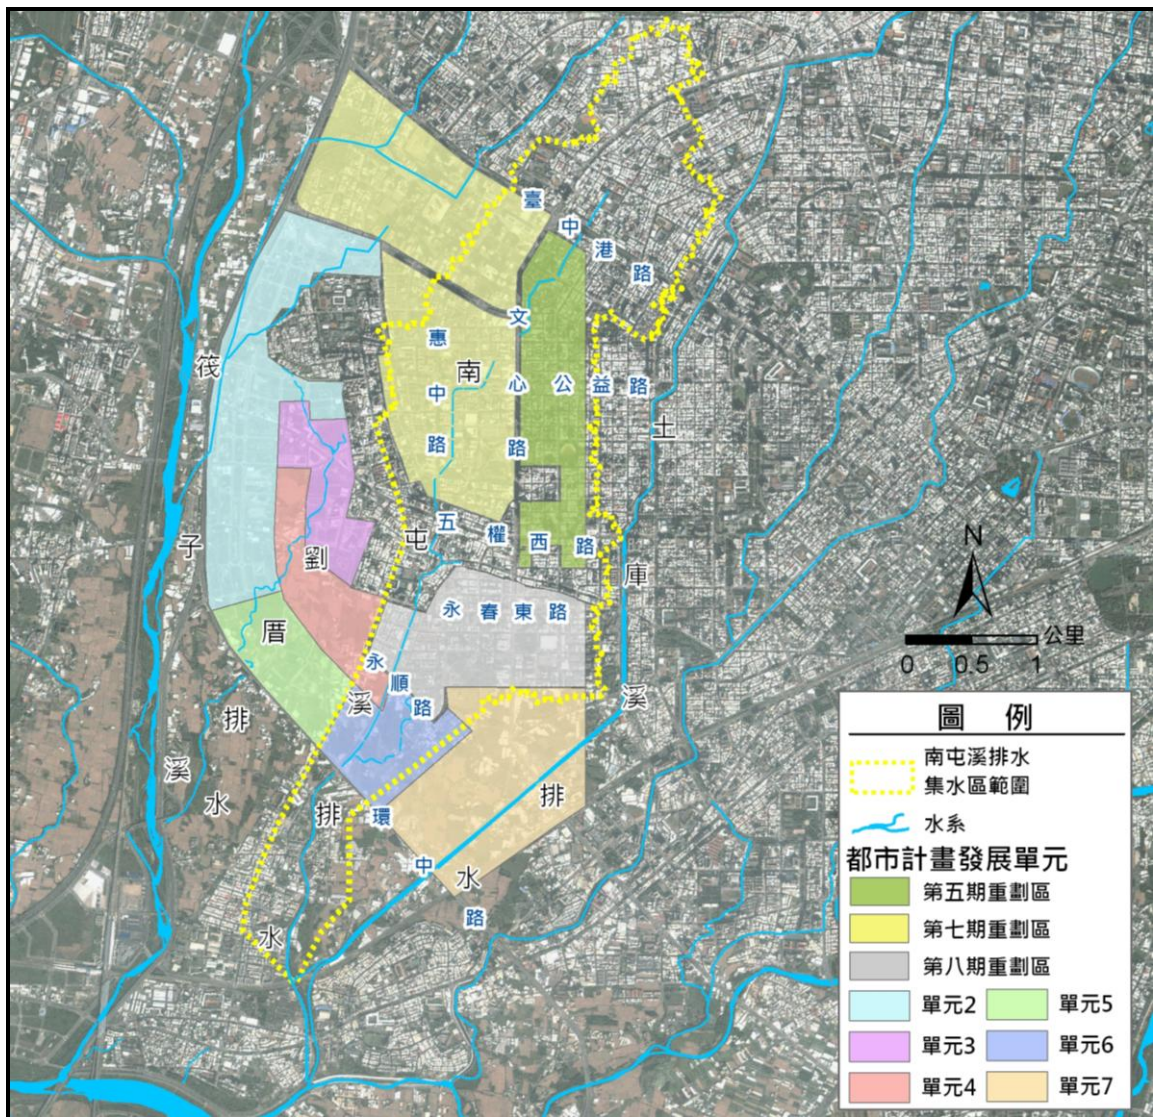 臺中港路
文心路
惠中路
南屯溪排水
公益路
土庫溪排水
筏子溪
五權西路
劉厝溪排水
永春東路
永順路
環中路
N
公里
0 0.5 1
圖 例
南屯溪排水
集水區範圍
水系
都市計畫發展單元
第五期重劃區
第七期重劃區
第八期重劃區
單元2
單元5
單元3
單元6
單元4
單元7